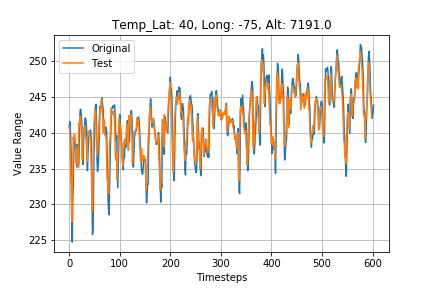 Temp_Lat: 40, Long: -75, Alt: 7191.0
Original
Test
250
245
240
235
230
225
Value Range
0 100 200 300 400 500 600
Timesteps